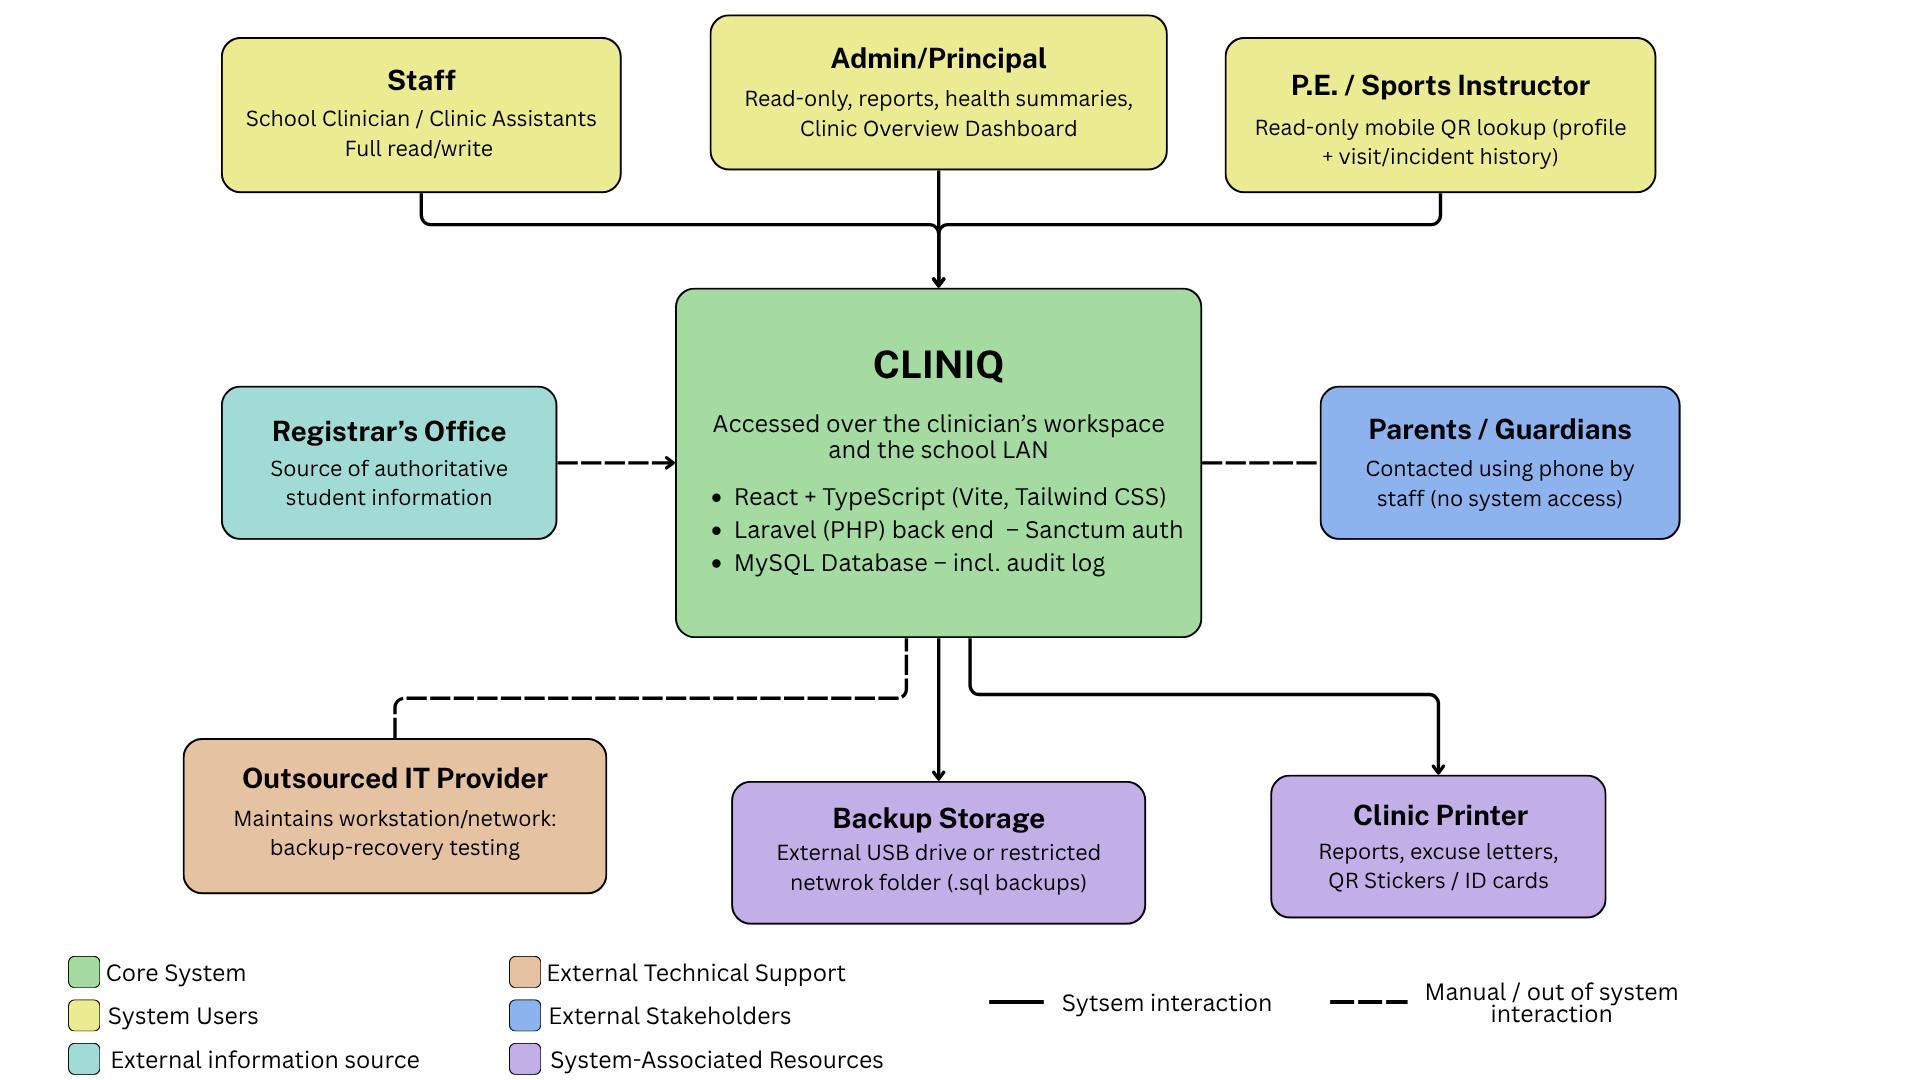 Staff
School Clinician / Clinic Assistants
Full read/write
Admin/Principal
Read-only, reports, health summaries,
Clinic Overview Dashboard
P.E. / Sports Instructor
Read-only mobile QR lookup (profile
+ visit/incident history)
CLINIQ
Accessed over the clinician’s workspace
and the school LAN
• React + TypeScript (Vite, Tailwind CSS)
• Laravel (PHP) back end – Sanctum auth
• MySQL Database – incl. audit log
Registrar’s Office
Source of authoritative
student information
Parents / Guardians
Contacted using phone by
staff (no system access)
Outsourced IT Provider
Maintains workstation/network:
backup-recovery testing
Backup Storage
External USB drive or restricted
netwrok folder (.sql backups)
Clinic Printer
Reports, excuse letters,
QR Stickers / ID cards
Core System
System Users
External information source
External Technical Support
External Stakeholders
System-Associated Resources
Sytsem interaction
Manual / out of system
interaction